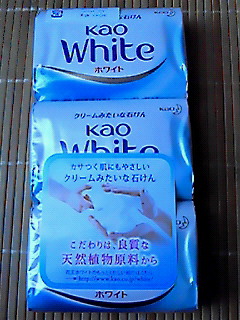 Kao
White
ホワイト
クリームみたいな石けん
Kao
Kao
White
カサつく肌にもやさしい
クリームみたいな石けん
こだわりは、良質な
天然植物原料から
ホワイト